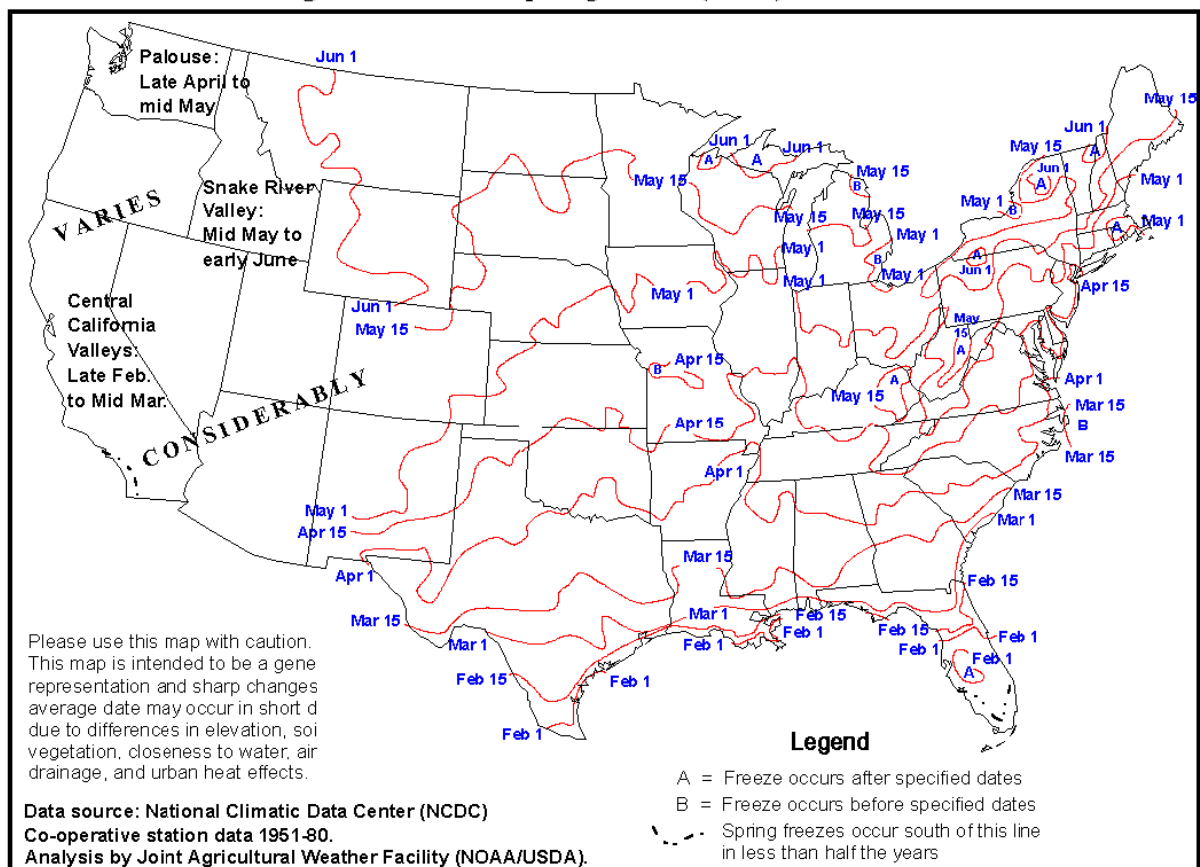 Jun 1
Palouse:
Late April to
mid May
Snake River
Valley:
Mid May to
early June
VARIES
CONSIDERABLY
Central
California
Valleys:
Late Feb.
to Mid Mar.
Jun 1
May 15
May 1
Apr 15
Apr 1
Mar 15
Mar 1
Feb 15
Feb 1
May 15
Jun 1
A
A
Jun 1
May 15
B
May 15
May 15
May 1
May 1
May 1
B
May 1
May 1
May 15
Jun 1
A
May 15
Jun 1
A
May 1
B
May 1
A
May 1
A
Jun 1
Apr 15
May
15
A
A
May 15
Apr 15
B
Apr 15
Apr 1
Apr 1
Mar 15
B
Mar 15
Mar 15
Mar 1
Mar 15
Mar 1
Feb 15
Feb 15
Feb 15
Feb 1
Feb 1
Feb 1
Feb 1
Feb 1
Feb 1
A
Please use this map with caution.
This map is intended to be a gene
representation and sharp changes
average date may occur in short d
due to differences in elevation, soi
vegetation, closeness to water, air
drainage, and urban heat effects.
Data source: National Climatic Data Center (NCDC)
Co-operative station data 1951-80.
Analysis by Joint Agricultural Weather Facility (NOAA/USDA).
Legend
A = Freeze occurs after specified dates
B = Freeze occurs before specified dates
Spring freezes occur south of this line
in less than half the years